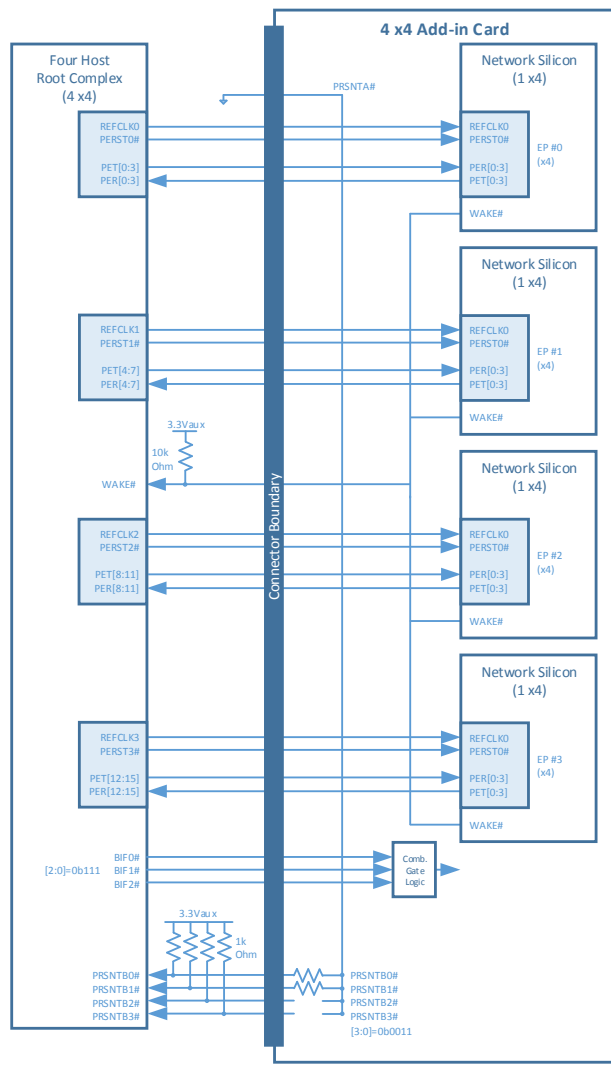 4 x4 Add-in Card
Four Host
Root Complex
(4 x4)
REFCLK0
PERST0#
PET[0:3]
PER[0:3]
PRSNTA#
Network Silicon
(1 x4)
REFCLK0
PERST0#
PER[0:3]
PET[0:3]
EP #0
(x4)
WAKE#
REFCLK1
PERST1#
PET[4:7]
PER[4:7]
Network Silicon
(1 x4)
REFCLK0
PERST0#
PER[0:3]
PET[0:3]
EP #1
(x4)
WAKE#
3.3Vaux
10k
Ohm
WAKE#
Connector Boundary
REFCLK2
PERST2#
PET[8:11]
PER[8:11]
Network Silicon
(1 x4)
REFCLK0
PERST0#
PER[0:3]
PET[0:3]
EP #2
(x4)
WAKE#
REFCLK3
PERST3#
PET[12:15]
PER[12:15]
Network Silicon
(1 x4)
REFCLK0
PERST0#
PER[0:3]
PET[0:3]
EP #3
(x4)
WAKE#
[2:0]=0b111
BIF0#
BIF1#
BIF2#
Comb.
Gate
Logic
3.3Vaux
1k
Ohm
PRSNTB0#
PRSNTB1#
PRSNTB2#
PRSNTB3#
PRSNTB0#
PRSNTB1#
PRSNTB2#
PRSNTB3#
[3:0]=0b0011